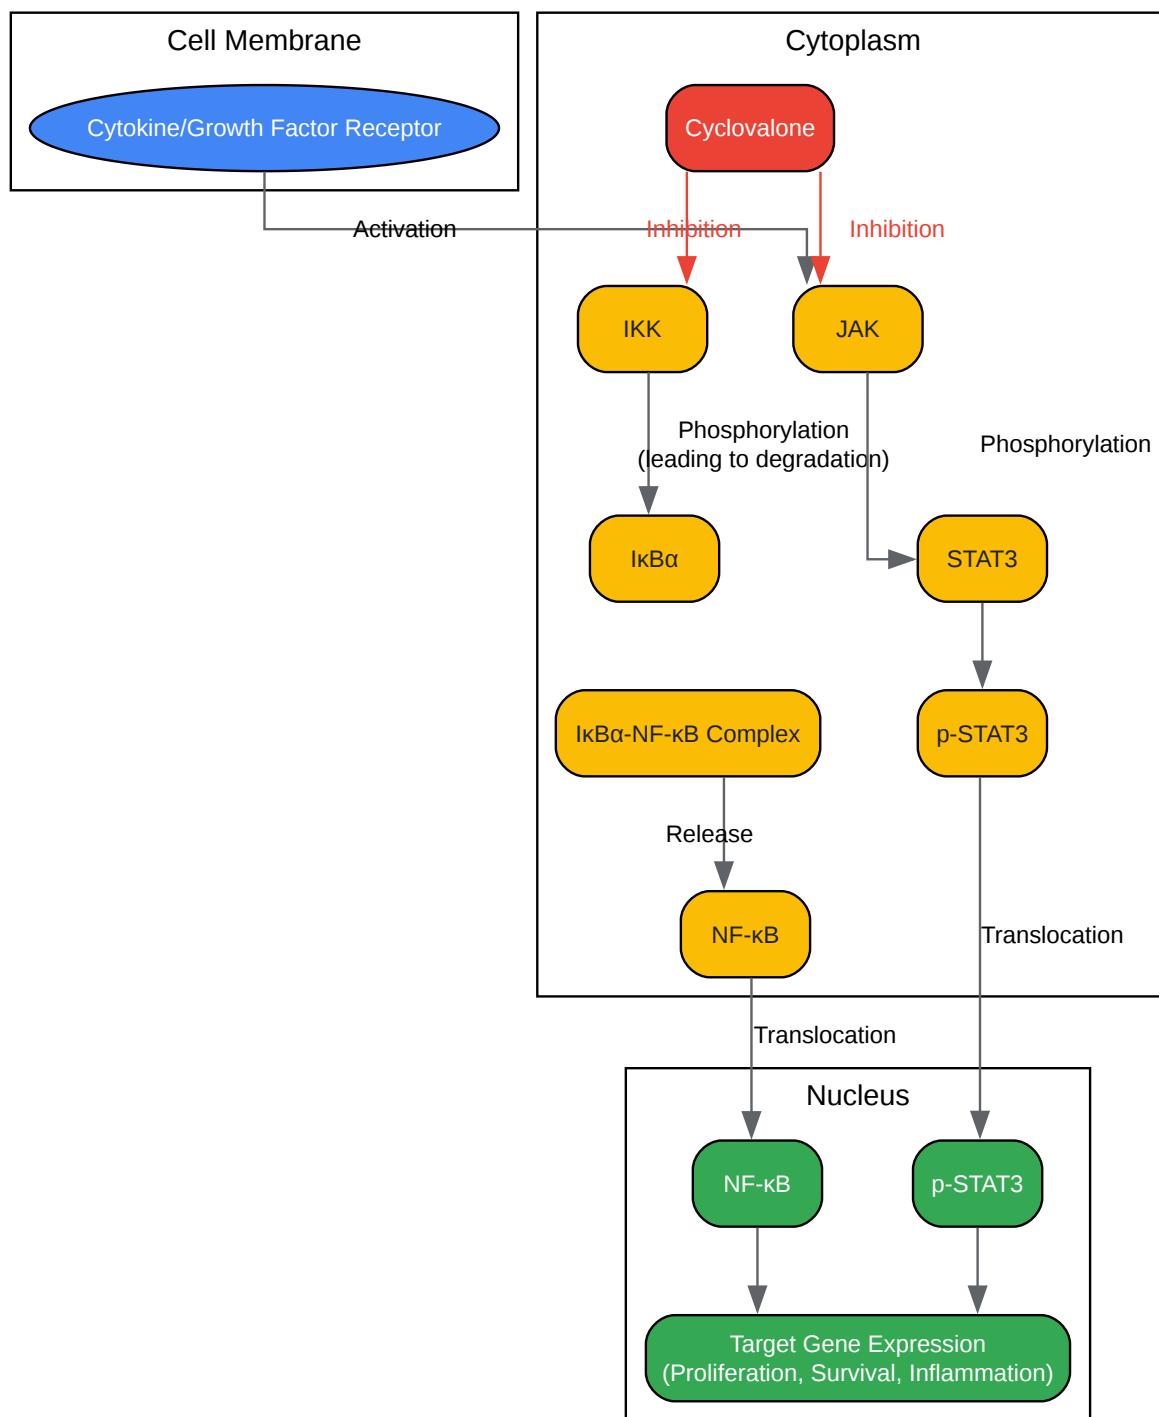 Cell Membrane
Cytoplasm
Cytokine/Growth Factor Receptor
Cyclovalone
Activation
Inhibition
Inhibition
IKK
JAK
Phosphorylation
(leading to degradation)
Phosphorylation
IκBα
STAT3
IκBα-NF-κB Complex
p-STAT3
Release
NF-κB
Translocation
Translocation
Nucleus
NF-κB
p-STAT3
Target Gene Expression
(Proliferation, Survival, Inflammation)